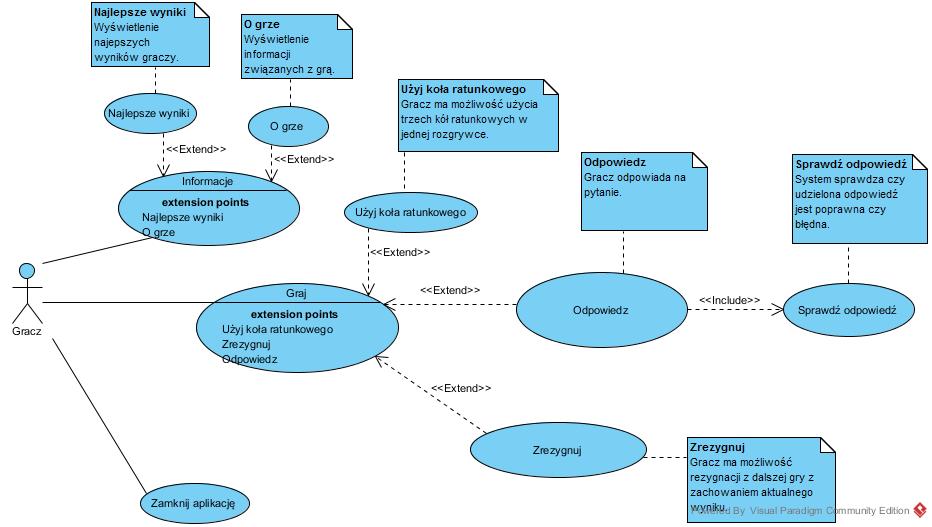 Najlepsze wyniki
Wyświetlenie
najepszych
wyników graczy.
O grze
Wyświetlenie
informacji
związanych z grą.
Użyj koła ratunkowego
Gracz ma możliwość użycia
trzech kół ratunkowych w
jednej rozgrywce.
Najlepsze wyniki
O grze
<<Extend>>
<<Extend>>
Odpowiedz
Gracz odpowiada na
pytanie.
Sprawdź odpowiedź
System sprawdza czy
udzielona odpowiedź
jest poprawna czy
błędna.
Informacje
extension points
Najlepsze wyniki
O grze
Użyj koła ratunkowego
<<Extend>>
Gracz
Graj
extension points
Użyj koła ratunkowego
Zrezygnuj
Odpowiedz
<<Extend>>
Odpowiedz
<<Include>>
Sprawdź odpowiedź
<<Extend>>
Zrezygnuj
Zrezygnuj
Gracz ma możliwość
rezygnacji z dalszej gry z
zachowaniem aktualnego
wyniku.
Zamknij aplikację
Powered By Visual Paradigm Community Edition